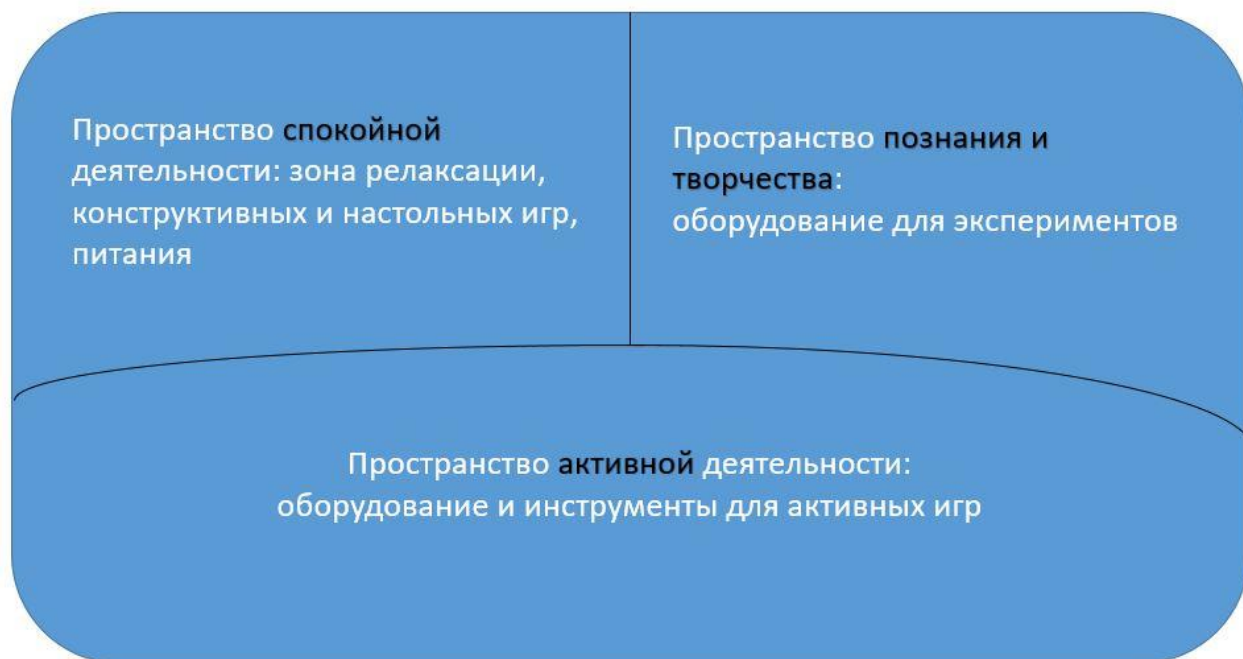 Пространство спокойной
деятельности: зона релаксации,
конструктивных и настольных игр,
питания
Пространство познания и
творчества:
оборудование для экспериментов
Пространство активной деятельности:
оборудование и инструменты для активных игр